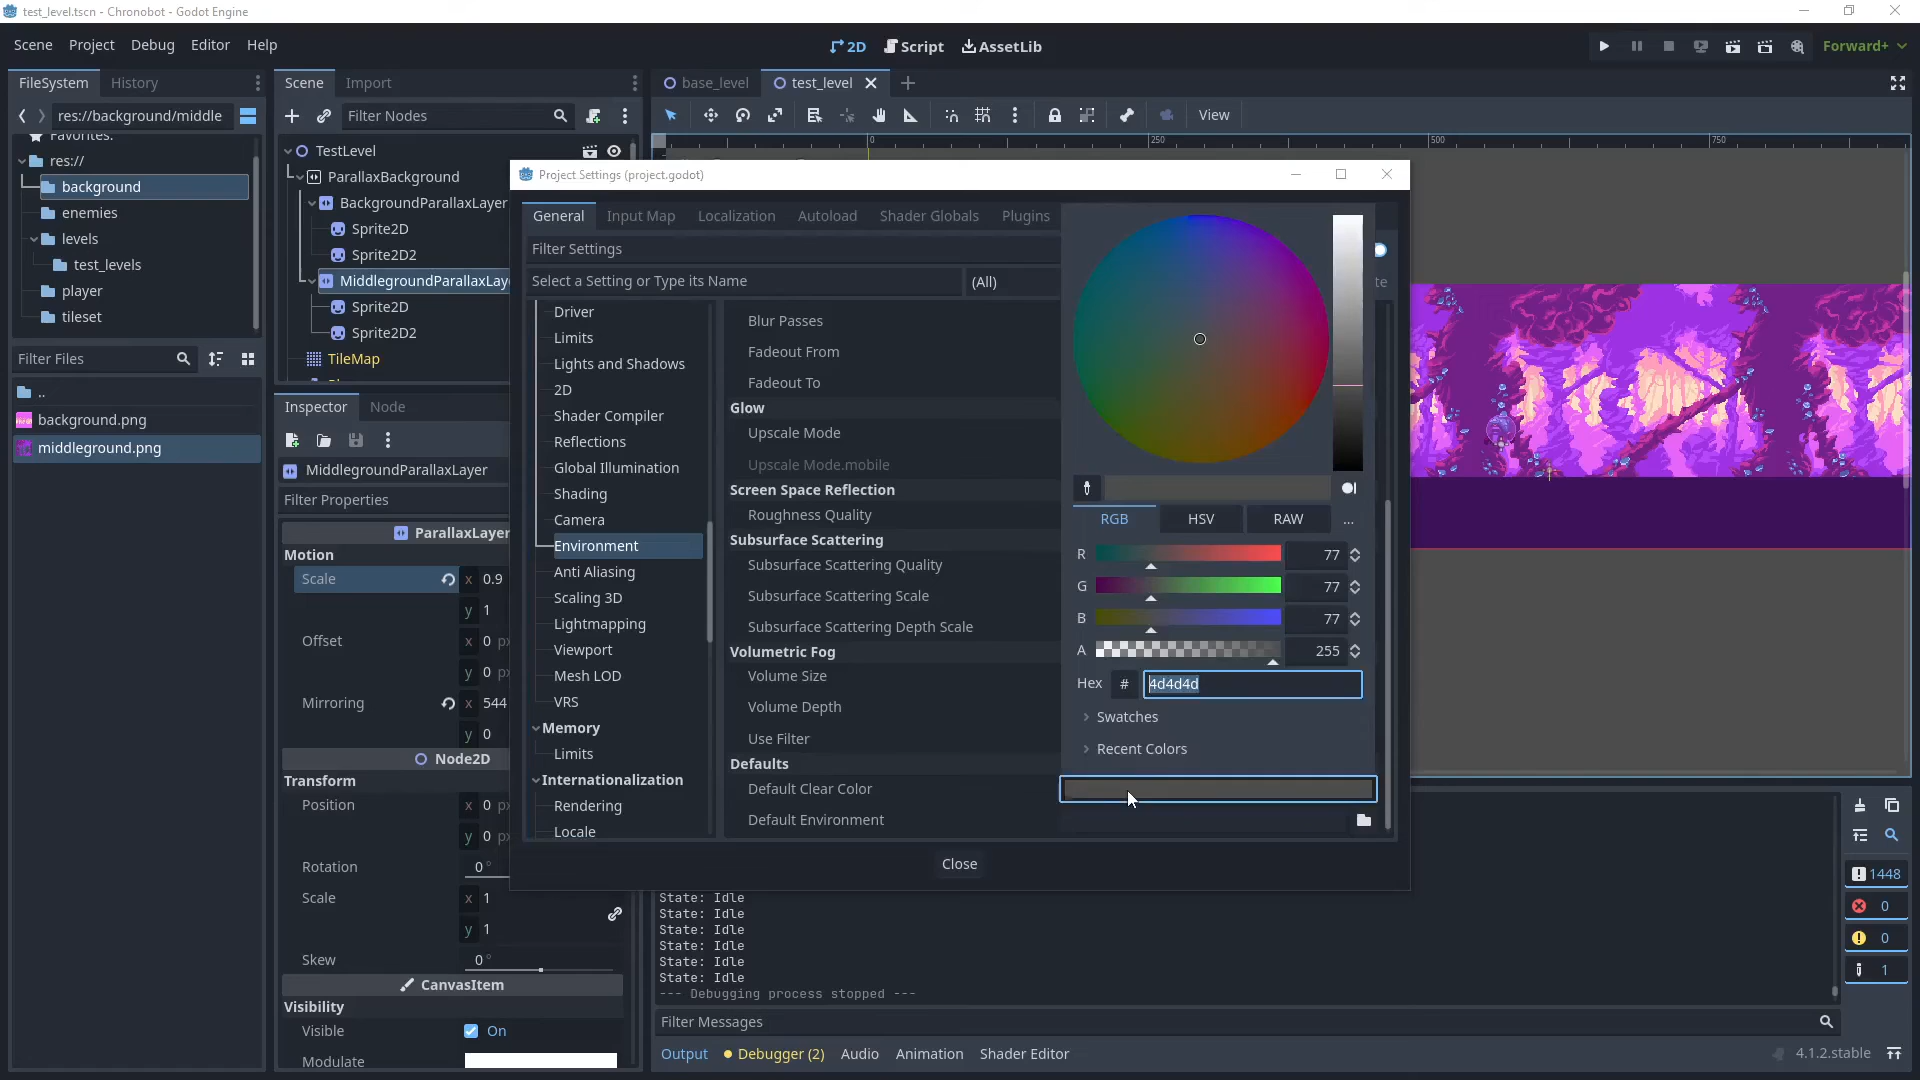 test_level.tscn - Chronobot - Godot Engine
Scene Project Debug Editor Help
2D Script AssetLib
Forward+
FileSystem History
Scene Import
base_level test_level
res://background/middle
Filter Nodes
View
Favorites:
res://
background
enemies
levels
test_levels
player
tileset
Filter Files
..
background.png
middleground.png
TestLevel
ParallaxBackground
BackgroundParallaxLayer
Sprite2D
Sprite2D2
MiddlegroundParallaxLay
Sprite2D
Sprite2D2
TileMap
Inspector Node
MiddlegroundParallaxLayer
Filter Properties
ParallaxLayer
Motion
Scale x 0.9
y 1
Offset x 0 px
y 0 px
Mirroring x 544
y 0
Node2D
Transform
Position x 0 px
y 0 px
Rotation 0 °
Scale x 1
y 1
Skew 0 °
CanvasItem
Visibility
Visible On
Modulate
0 250 500 750
Project Settings (project.godot)
General Input Map Localization Autoload Shader Globals Plugins
Filter Settings
Select a Setting or Type its Name (All)
te
Driver
Limits
Lights and Shadows
2D
Shader Compiler
Reflections
Global Illumination
Shading
Camera
Environment
Anti Aliasing
Scaling 3D
Lightmapping
Viewport
Mesh LOD
VRS
Memory
Limits
Internationalization
Rendering
Locale
Blur Passes
Fadeout From
Fadeout To
Glow
Upscale Mode
Upscale Mode.mobile
Screen Space Reflection
Roughness Quality
Subsurface Scattering
Subsurface Scattering Quality
Subsurface Scattering Scale
Subsurface Scattering Depth Scale
Volumetric Fog
Volume Size
Volume Depth
Use Filter
Defaults
Default Clear Color
Default Environment
RGB HSV RAW ...
R 77
G 77
B 77
A 255
Hex # 4d4d4d
Swatches
Recent Colors
Close
State: Idle
State: Idle
State: Idle
State: Idle
State: Idle
State: Idle
--- Debugging process stopped ---
Filter Messages
1448
0
0
1
Output Debugger (2) Audio Animation Shader Editor
4.1.2.stable